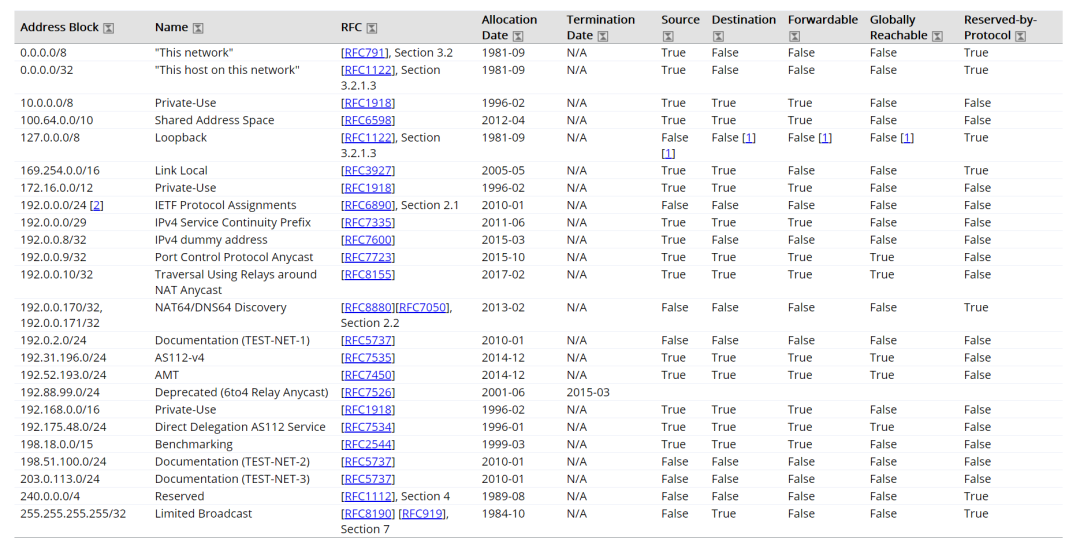 Address Block Name RFC Allocation Date Termination Date Source Destination Forwardable Globally Reachable Reserved-by-Protocol
0.0.0.0/8 "This network" [RFC791], Section 3.2 1981-09 N/A True False False False True
0.0.0.0/32 "This host on this network" [RFC1122], Section 3.2.1.3 1981-09 N/A True False False False True
10.0.0.0/8 Private-Use [RFC1918] 1996-02 N/A True True True False False
100.64.0.0/10 Shared Address Space [RFC6598] 2012-04 N/A True True True False False
127.0.0.0/8 Loopback [RFC1122], Section 3.2.1.3 1981-09 N/A False [1] False [1] False [1] False [1] True
169.254.0.0/16 Link Local [RFC3927] 2005-05 N/A True True False False True
172.16.0.0/12 Private-Use [RFC1918] 1996-02 N/A True True True False False
192.0.0.0/24 [2] IETF Protocol Assignments [RFC6890], Section 2.1 2010-01 N/A False False False False False
192.0.0.0/29 IPv4 Service Continuity Prefix [RFC7335] 2011-06 N/A True True True False False
192.0.0.8/32 IPv4 dummy address [RFC7600] 2015-03 N/A True False False False False
192.0.0.9/32 Port Control Protocol Anycast [RFC7723] 2015-10 N/A True True True True False
192.0.0.10/32 Traversal Using Relays around NAT Anycast [RFC8155] 2017-02 N/A True True True True False
192.0.0.170/32, 192.0.0.171/32 NAT64/DNS64 Discovery [RFC8880][RFC7050], Section 2.2 2013-02 N/A False False False False True
192.0.2.0/24 Documentation (TEST-NET-1) [RFC5737] 2010-01 N/A False False False False False
192.31.196.0/24 AS112-v4 [RFC7535] 2014-12 N/A True True True True False
192.52.193.0/24 AMT [RFC7450] 2014-12 N/A True True True True False
192.88.99.0/24 Deprecated (6to4 Relay Anycast) [RFC7526] 2001-06 2015-03
192.168.0.0/16 Private-Use [RFC1918] 1996-02 N/A True True True False False
192.175.48.0/24 Direct Delegation AS112 Service [RFC7534] 1996-01 N/A True True True True False
198.18.0.0/15 Benchmarking [RFC2544] 1999-03 N/A True True True False False
198.51.100.0/24 Documentation (TEST-NET-2) [RFC5737] 2010-01 N/A False False False False False
203.0.113.0/24 Documentation (TEST-NET-3) [RFC5737] 2010-01 N/A False False False False False
240.0.0.0/4 Reserved [RFC1112], Section 4 1989-08 N/A False False False False True
255.255.255.255/32 Limited Broadcast [RFC8190] [RFC919], Section 7 1984-10 N/A False True False False True